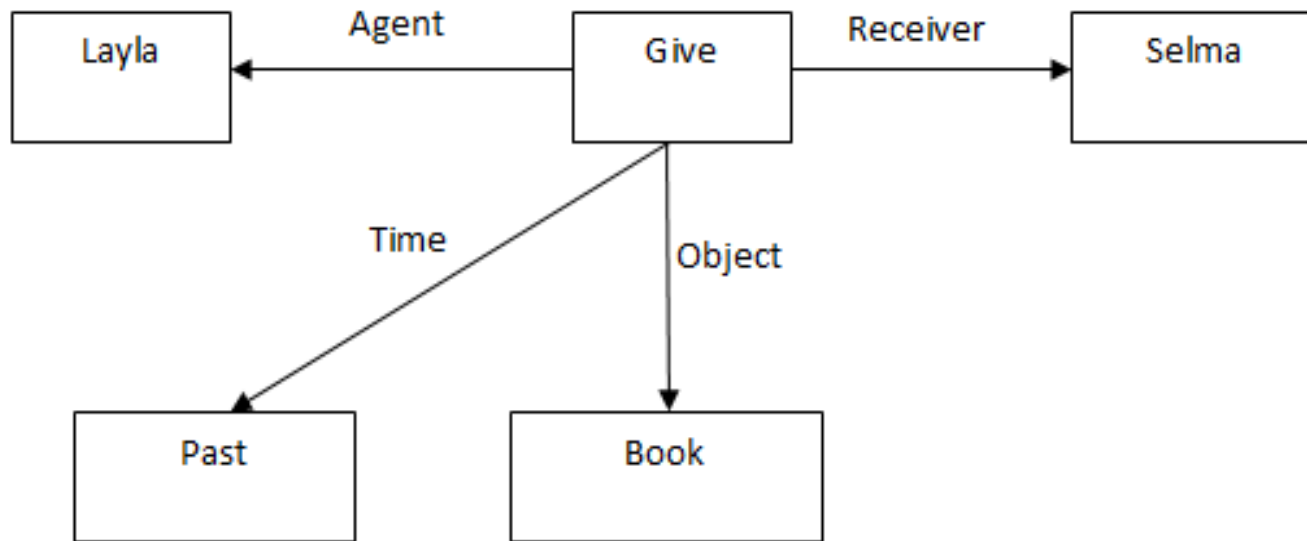 Layla
Agent
Give
Receiver
Selma
Time
Object
Past
Book